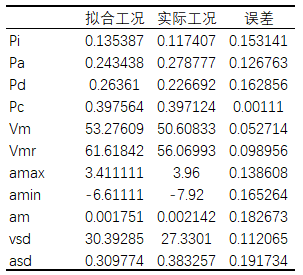 拟合工况 实际工况 误差
Pi 0.135387 0.117407 0.153141
Pa 0.243438 0.278777 0.126763
Pd 0.26361 0.226692 0.162856
Pc 0.397564 0.397124 0.00111
Vm 53.27609 50.60833 0.052714
Vmr 61.61842 56.06993 0.098956
amax 3.411111 3.96 0.138608
amin -6.61111 -7.92 0.165264
am 0.001751 0.002142 0.182673
vsd 30.39285 27.3301 0.112065
asd 0.309774 0.383257 0.191734